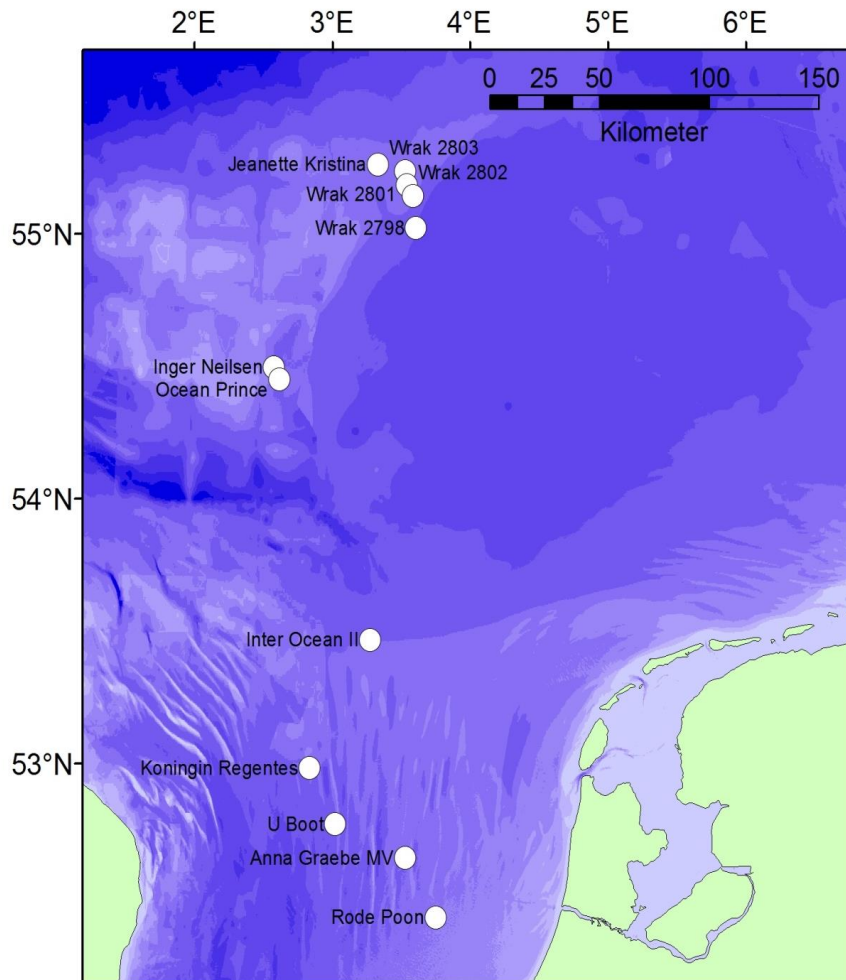 2°E 3°E 4°E 5°E 6°E
0 25 50 100 150
Kilometer
Wrak 2803
Jeanette Kristina
Wrak 2802
Wrak 2801
Wrak 2798
55°N
Inger Neilsen
Ocean Prince
54°N
Inter Ocean II
53°N
Koningin Regentes
U Boot
Anna Graebe MV
Rode Poon